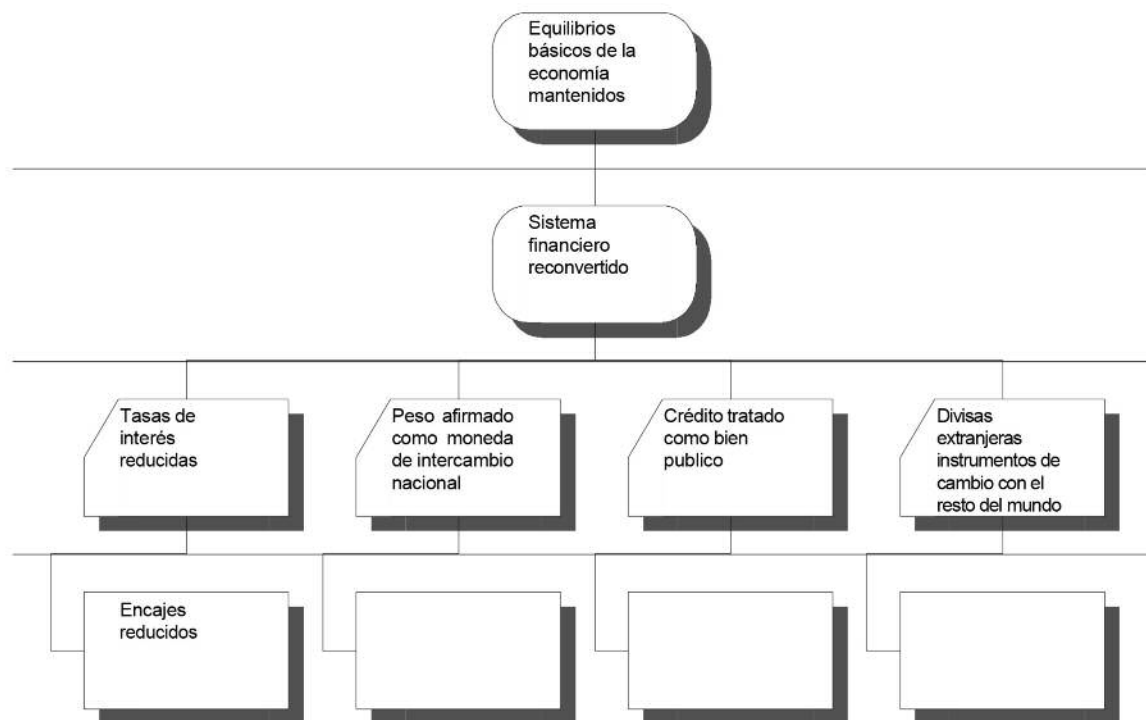 Equilibrios
básicos de la
economía
mantenidos
Sistema
financiero
reconvertido
Tasas de
interés
reducidas
Peso afirmado
como moneda
de intercambio
nacional
Crédito tratado
como bien
publico
Divisas
extranjeras
instrumentos de
cambio con el
resto del mundo
Encajes
reducidos